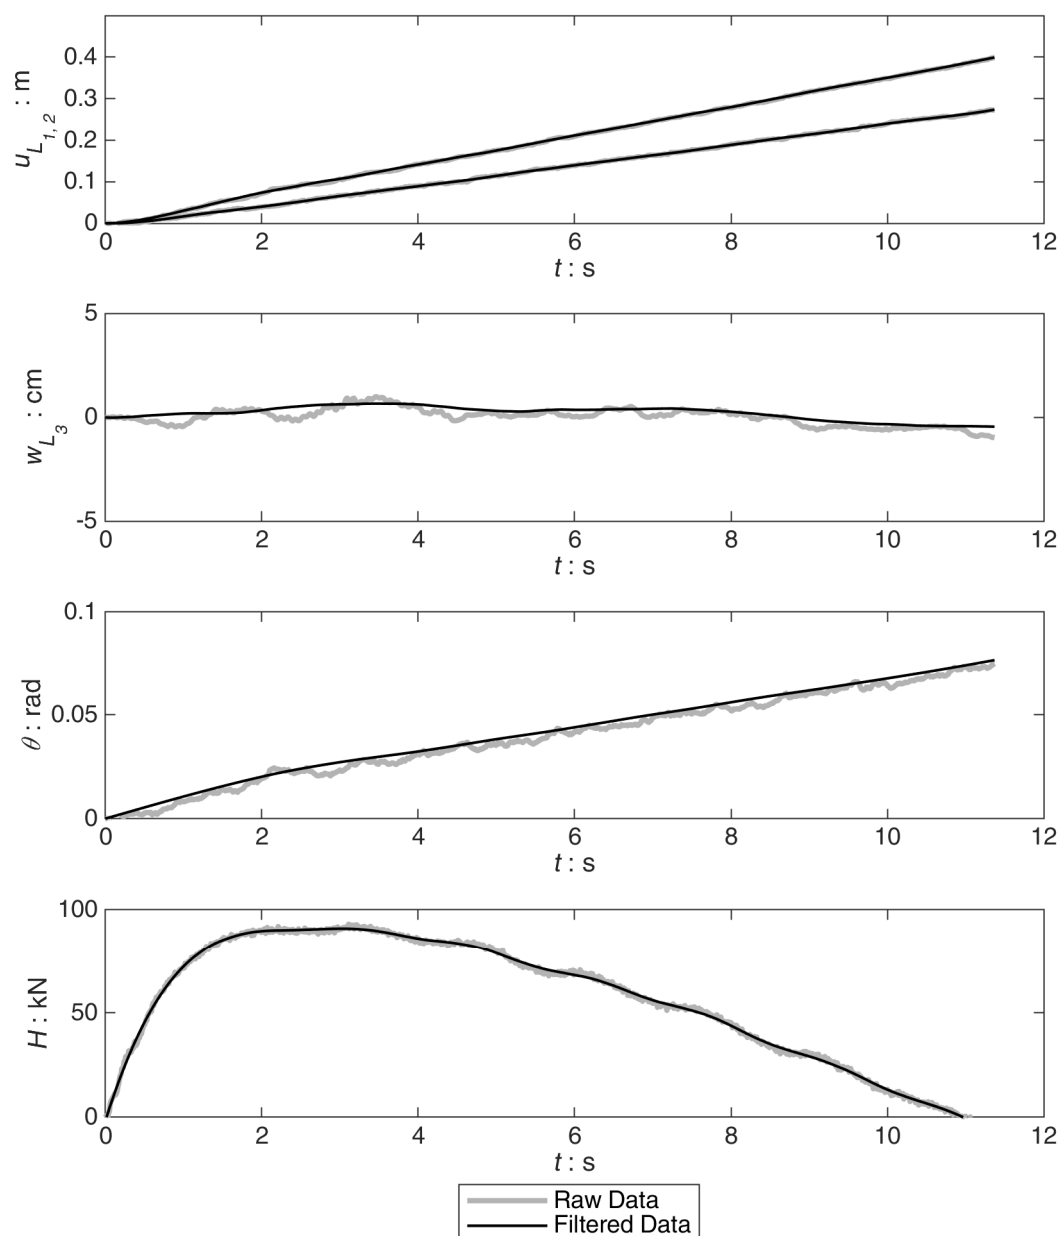 u_{L_{1, 2}} : m
0.4
0.3
0.2
0.1
0
0 2 4 6 8 10 12
t : s
w_{L_3} : cm
5
0
-5
0 2 4 6 8 10 12
t : s
θ : rad
0.1
0.05
0
0 2 4 6 8 10 12
t : s
H : kN
100
50
0
0 2 4 6 8 10 12
t : s
Raw Data
Filtered Data